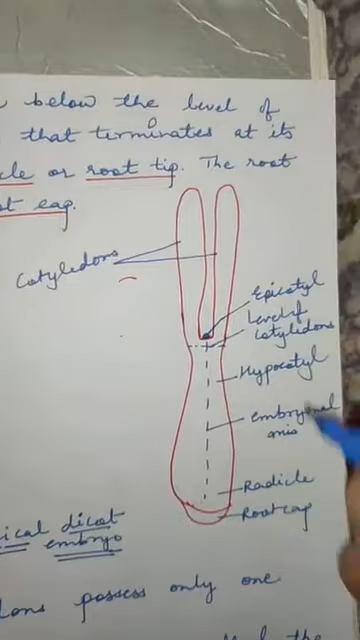 below the level of
that terminates at its
or root tip. The root
cap.
Cotyledons
Epicotyl
Level of
Cotyledons
Hypocotyl
embryonal
axis
Radicle
Root cap
ical dicot
embryo
possess only one